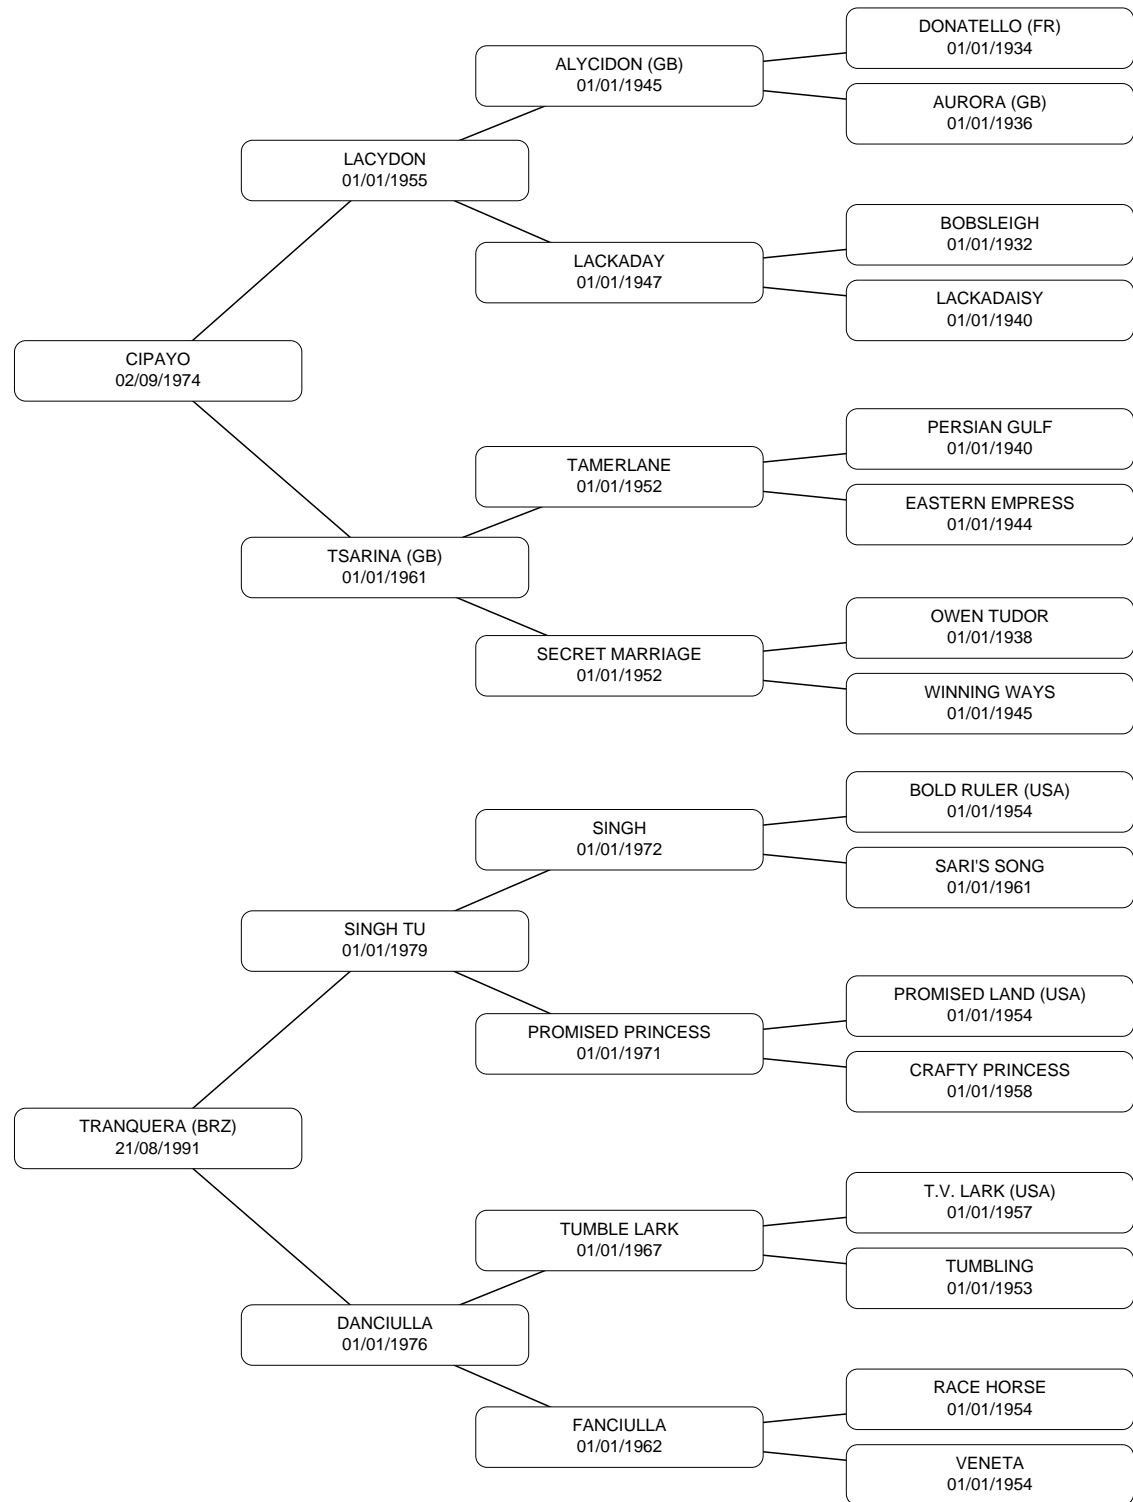 DONATELLO (FR)
01/01/1934
ALYCIDON (GB)
01/01/1945
AURORA (GB)
01/01/1936
LACYDON
01/01/1955
BOBSLEIGH
01/01/1932
LACKADAY
01/01/1947
LACKADAISY
01/01/1940
CIPAYO
02/09/1974
PERSIAN GULF
01/01/1940
TAMERLANE
01/01/1952
EASTERN EMPRESS
01/01/1944
TSARINA (GB)
01/01/1961
OWEN TUDOR
01/01/1938
SECRET MARRIAGE
01/01/1952
WINNING WAYS
01/01/1945
BOLD RULER (USA)
01/01/1954
SINGH
01/01/1972
SARI'S SONG
01/01/1961
SINGH TU
01/01/1979
PROMISED LAND (USA)
01/01/1954
PROMISED PRINCESS
01/01/1971
CRAFTY PRINCESS
01/01/1958
TRANQUERA (BRZ)
21/08/1991
T.V. LARK (USA)
01/01/1957
TUMBLE LARK
01/01/1967
TUMBLING
01/01/1953
DANCIULLA
01/01/1976
RACE HORSE
01/01/1954
FANCIULLA
01/01/1962
VENETA
01/01/1954